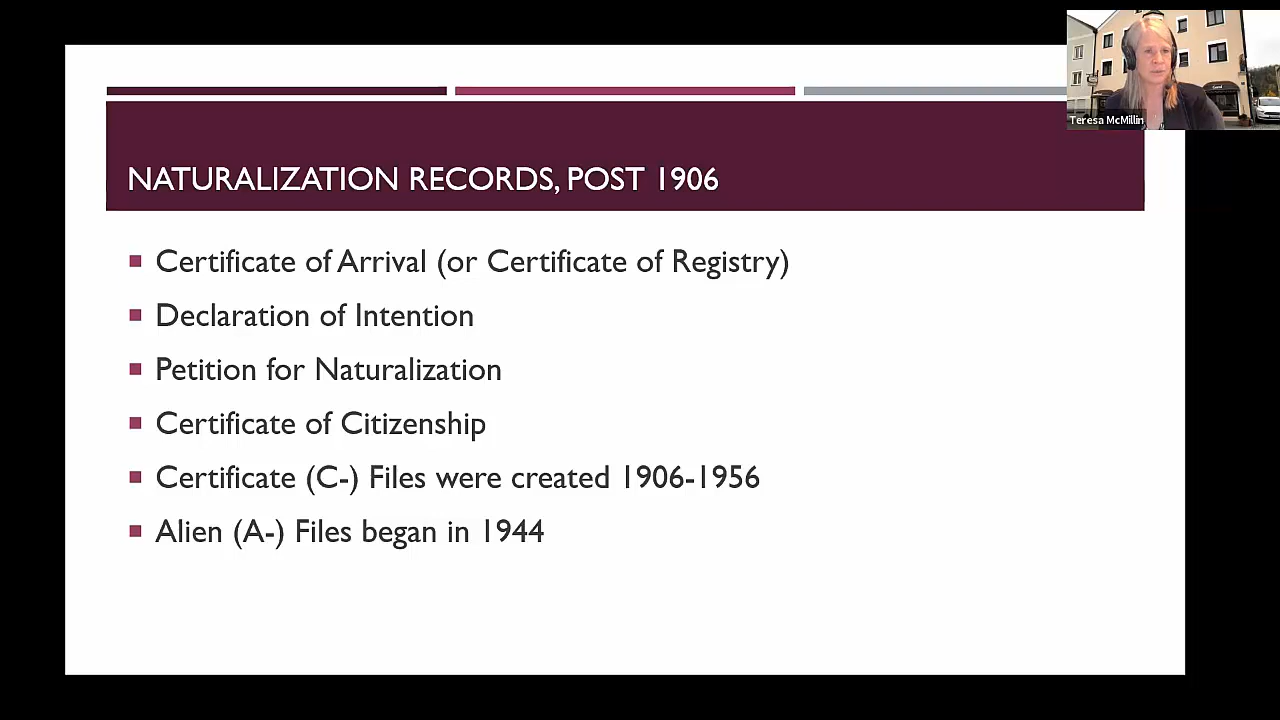 Teresa McMillin
NATURALIZATION RECORDS, POST 1906
Certificate of Arrival (or Certificate of Registry)
Declaration of Intention
Petition for Naturalization
Certificate of Citizenship
Certificate (C-) Files were created 1906-1956
Alien (A-) Files began in 1944